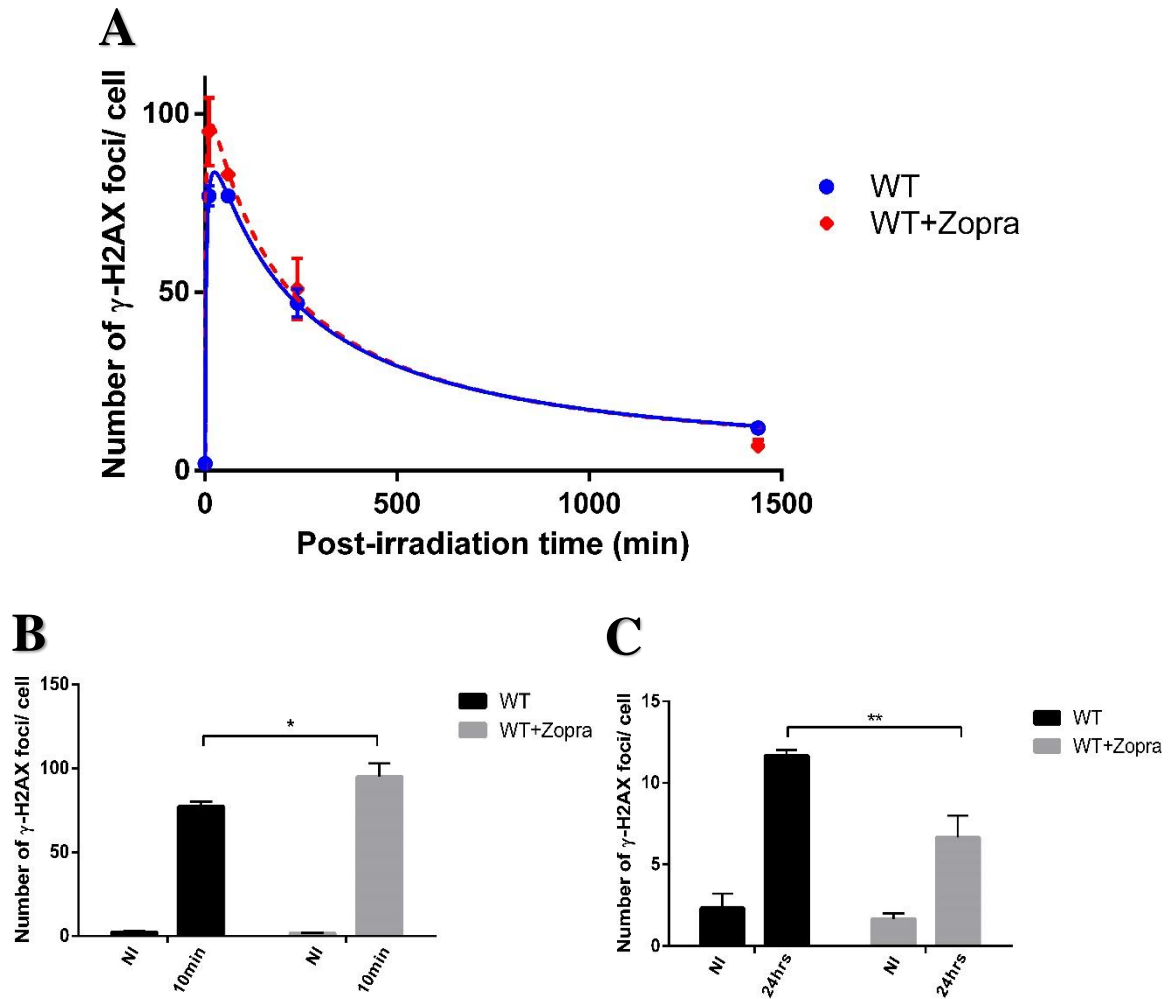 A
Number of γ-H2AX foci/ cell
100
50
0
0
500
1000
1500
Post-irradiation time (min)
WT
WT+Zopra
B
Number of γ-H2AX foci/ cell
150
100
50
0
NI
10min
NI
10min
*
WT
WT+Zopra
C
Number of γ-H2AX foci/ cell
15
10
5
0
NI
24hrs
NI
24hrs
**
WT
WT+Zopra